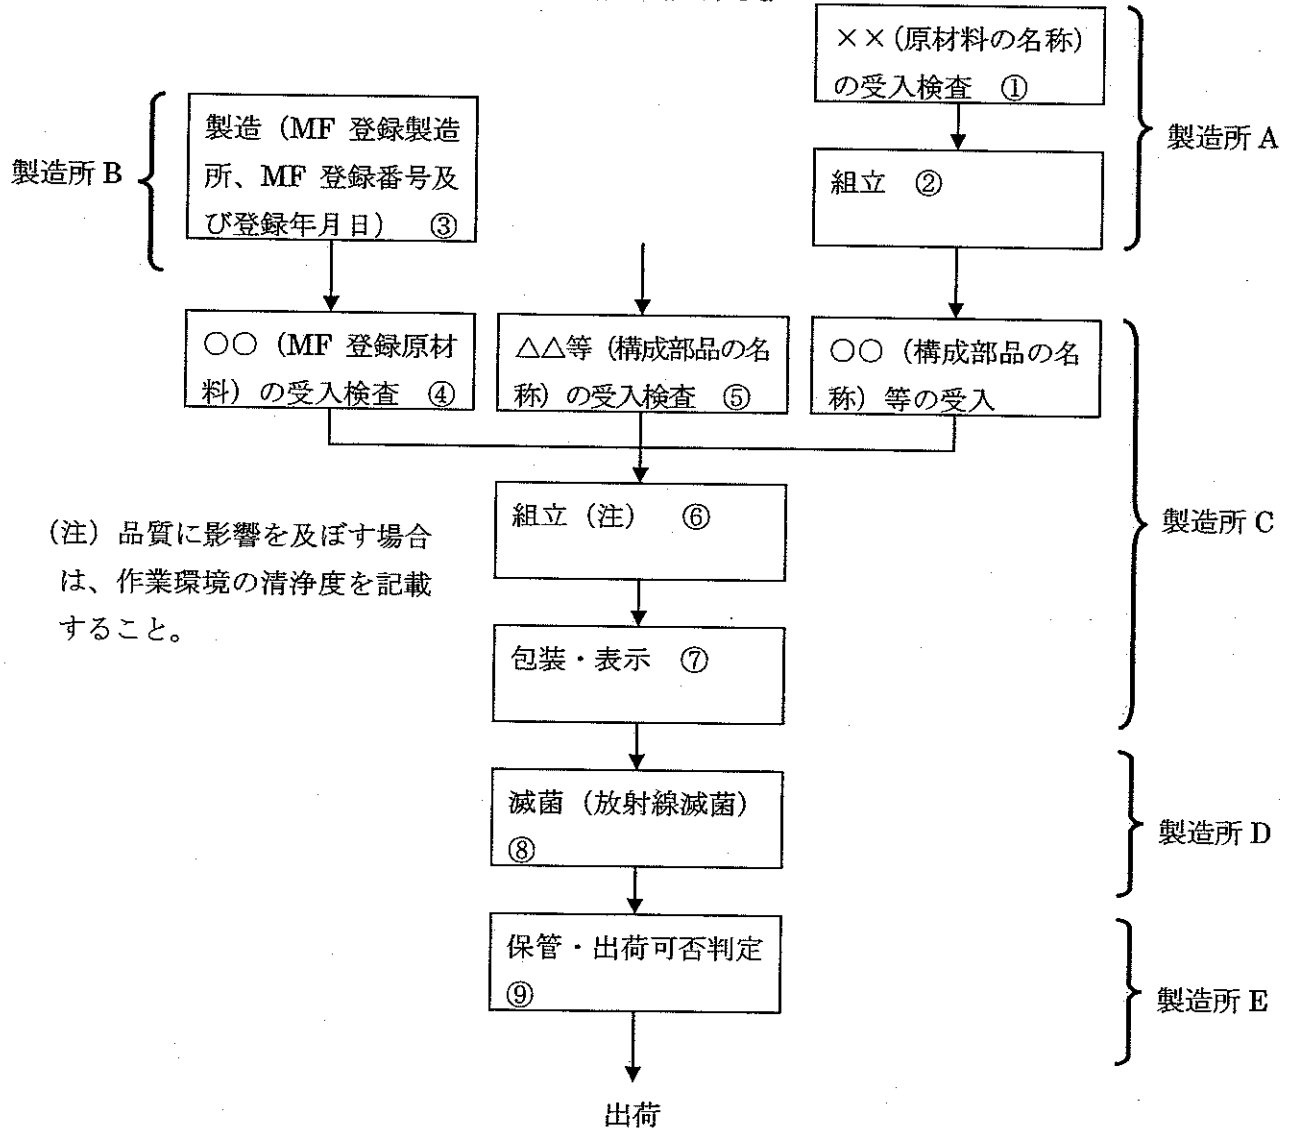 ××(原材料の名称)
の受入検査 ①
製造所 A
組立 ②
製造所 B
製造（MF 登録製造
所、MF 登録番号及
び登録年月日） ③
○○（MF 登録原材
料）の受入検査 ④
△△等（構成部品の名
称）の受入検査 ⑤
○○（構成部品の名
称）等の受入
組立（注） ⑥
製造所 C
（注）品質に影響を及ぼす場合
は、作業環境の清浄度を記載
すること。
包装・表示 ⑦
滅菌（放射線滅菌）
⑧
製造所 D
保管・出荷可否判定
⑨
製造所 E
出荷